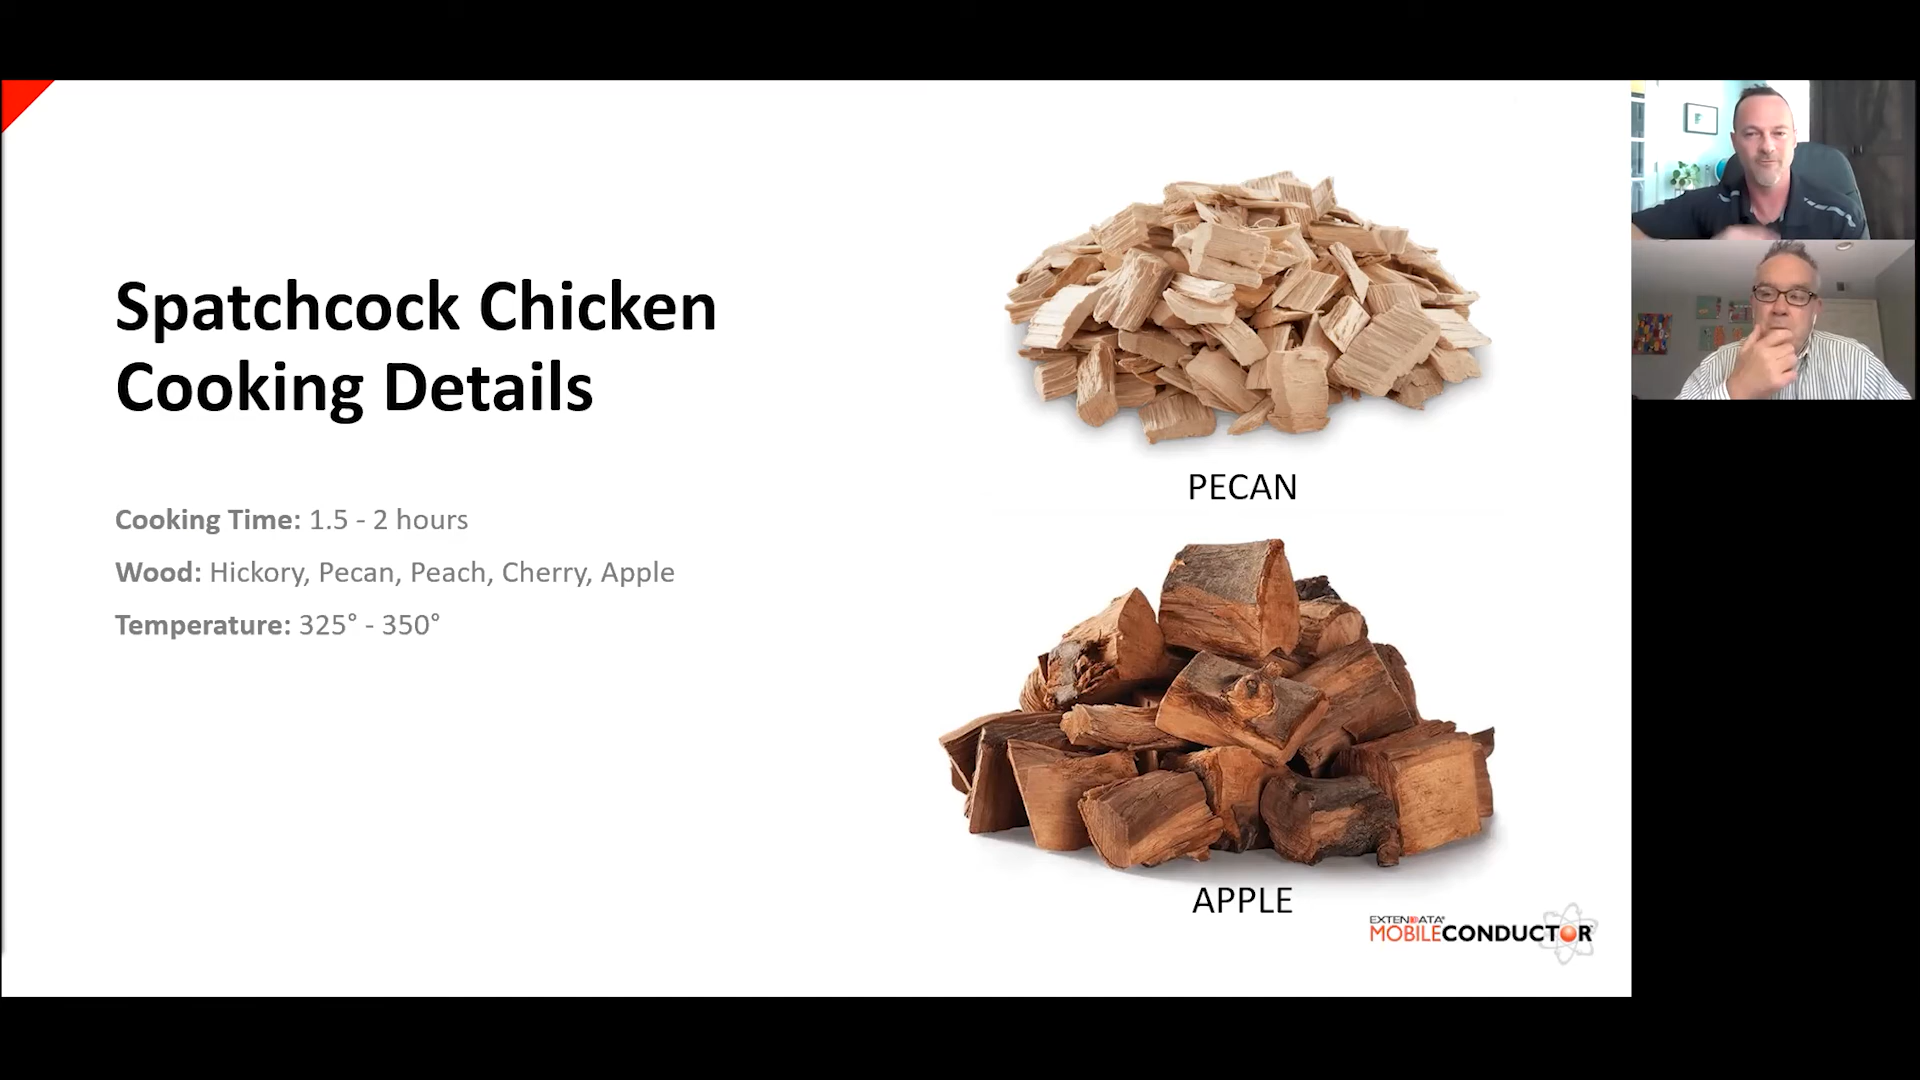 Spatchcock Chicken
Cooking Details
Cooking Time: 1.5 - 2 hours
Wood: Hickory, Pecan, Peach, Cherry, Apple
Temperature: 325° - 350°
PECAN
APPLE
EXTENDATA®
MOBILECONDUCTOR